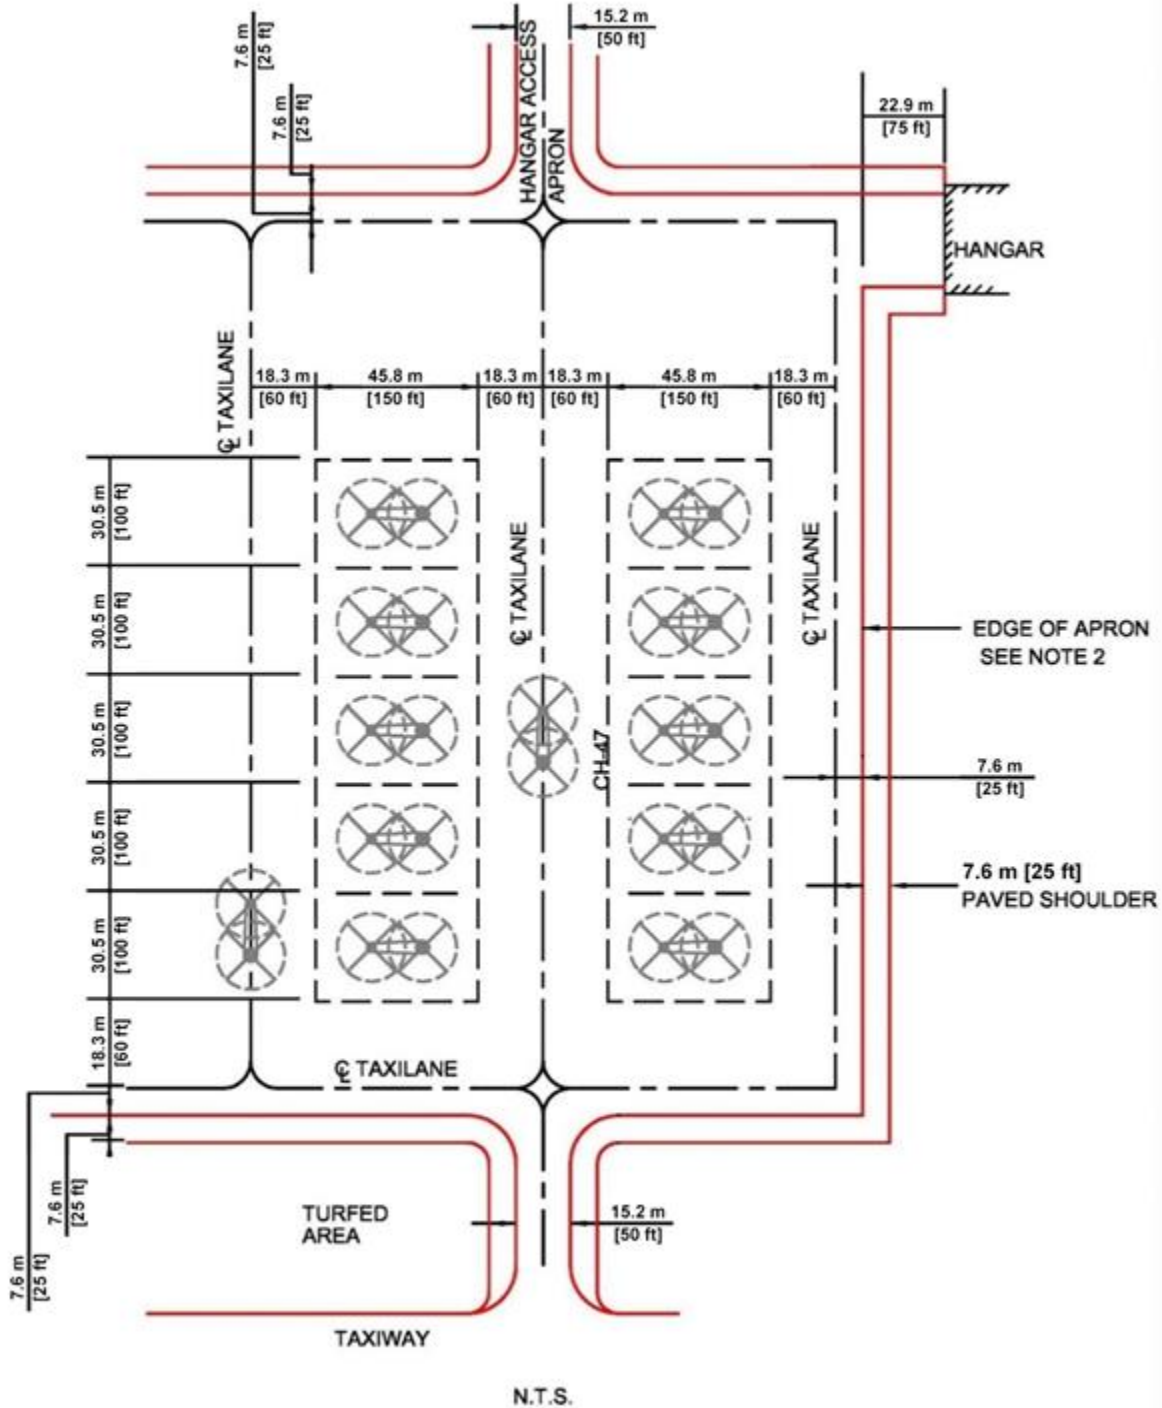 15.2 m
[50 ft]
7.6 m
[25 ft]
7.6 m
[25 ft]
HANGAR ACCESS
APRON
22.9 m
[75 ft]
HANGAR
℄ TAXILANE
18.3 m
[60 ft]
45.8 m
[150 ft]
18.3 m
[60 ft]
18.3 m
[60 ft]
45.8 m
[150 ft]
18.3 m
[60 ft]
30.5 m
[100 ft]
30.5 m
[100 ft]
30.5 m
[100 ft]
30.5 m
[100 ft]
30.5 m
[100 ft]
18.3 m
[60 ft]
℄ TAXILANE
℄ TAXILANE
CH-47
EDGE OF APRON
SEE NOTE 2
7.6 m
[25 ft]
7.6 m [25 ft]
PAVED SHOULDER
℄ TAXILANE
7.6 m
[25 ft]
7.6 m
[25 ft]
TURFED
AREA
15.2 m
[50 ft]
TAXIWAY
N.T.S.